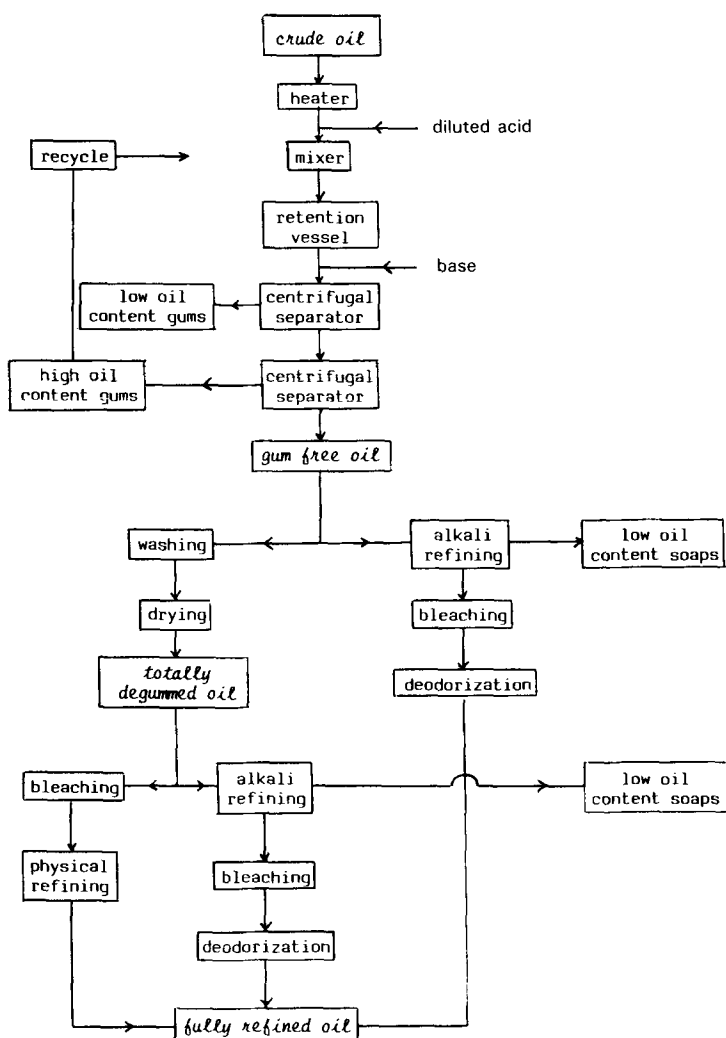 crude oil
heater
diluted acid
recycle
mixer
retention
vessel
base
low oil
content gums
centrifugal
separator
high oil
content gums
centrifugal
separator
gum free oil
washing
alkali
refining
low oil
content soaps
drying
bleaching
totally
degummed oil
deodorization
bleaching
alkali
refining
low oil
content soaps
physical
refining
bleaching
deodorization
fully refined oil